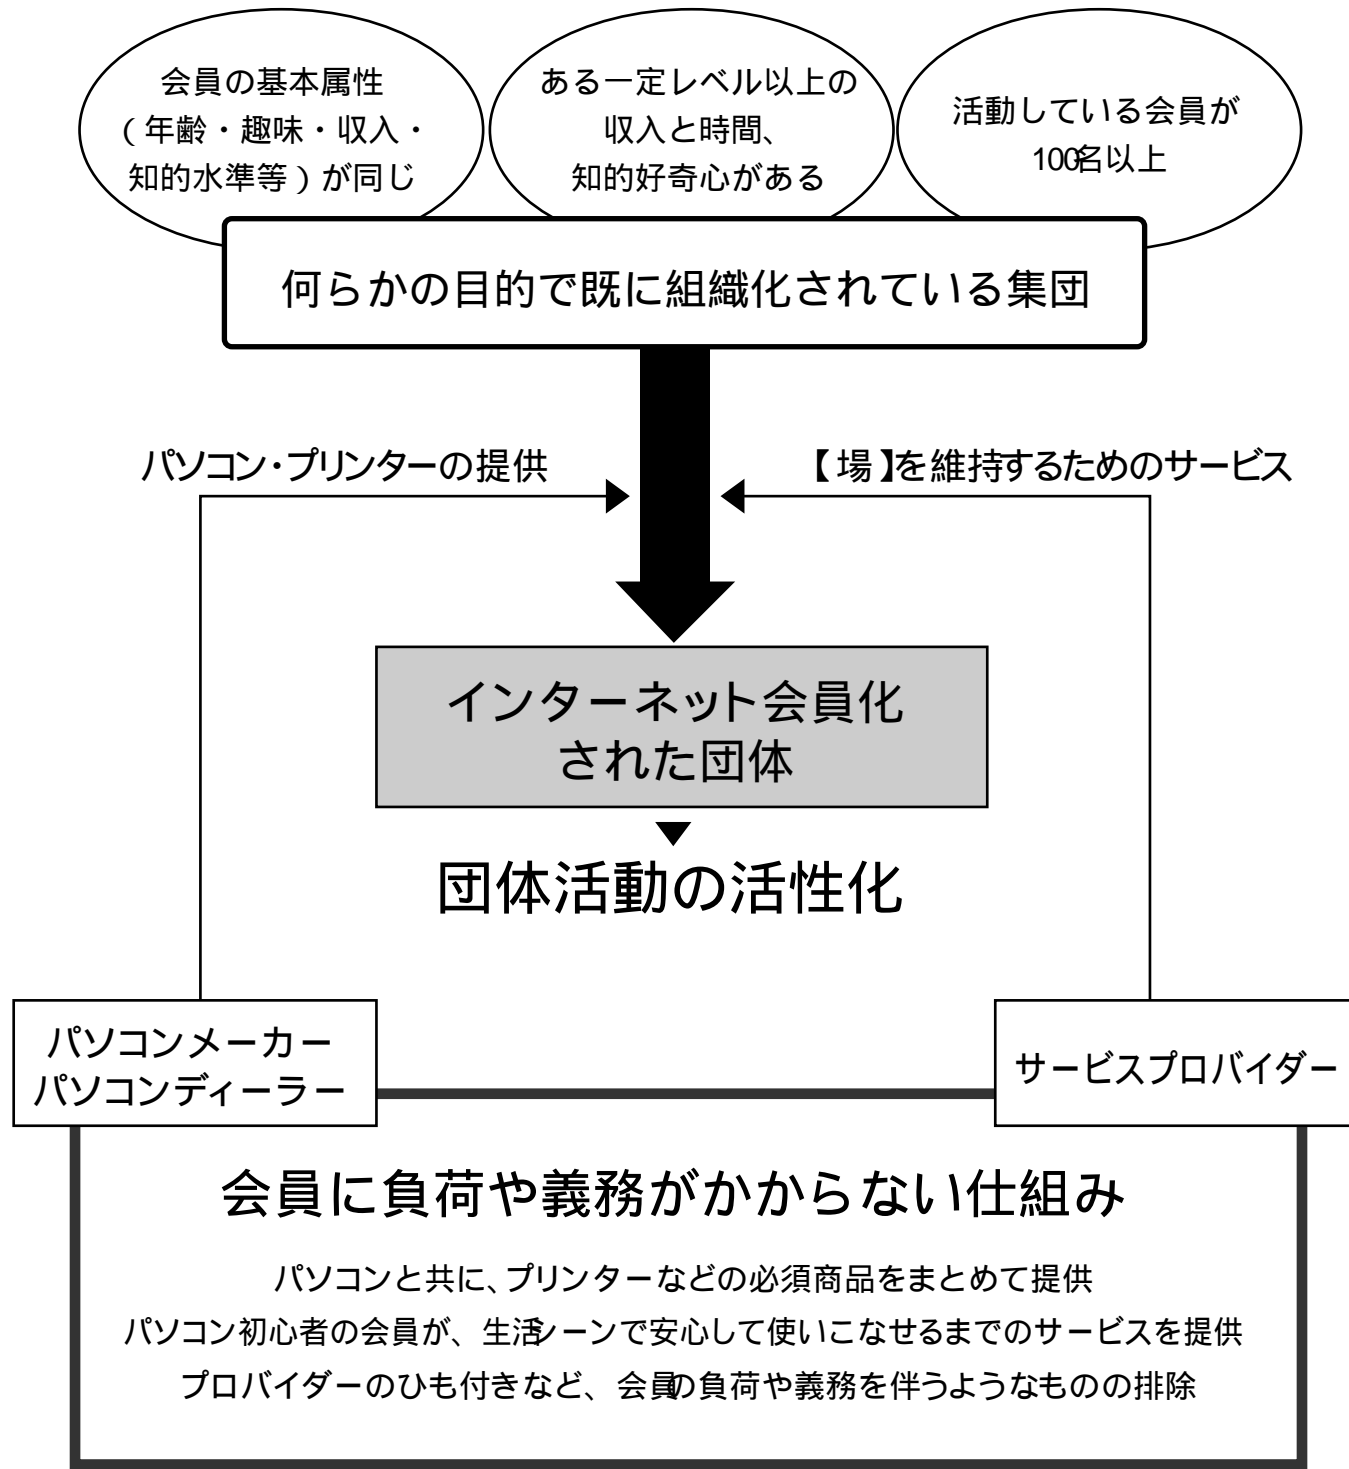 会員の基本属性
（年齢・趣味・収入・
知的水準等）が同じ
ある一定レベル以上の
収入と時間、
知的好奇心がある
活動している会員が
100名以上
何らかの目的で既に組織化されている集団
パソコン・プリンターの提供
【場】を維持するためのサービス
インターネット会員化
された団体
団体活動の活性化
パソコンメーカー
パソコンディーラー
サービスプロバイダー
会員に負荷や義務がかからない仕組み
パソコンと共に、プリンターなどの必須商品をまとめて提供
パソコン初心者の会員が、生活シーンで安心して使いこなせるまでのサービスを提供
プロバイダーのひも付きなど、会員の負荷や義務を伴うようなものの排除